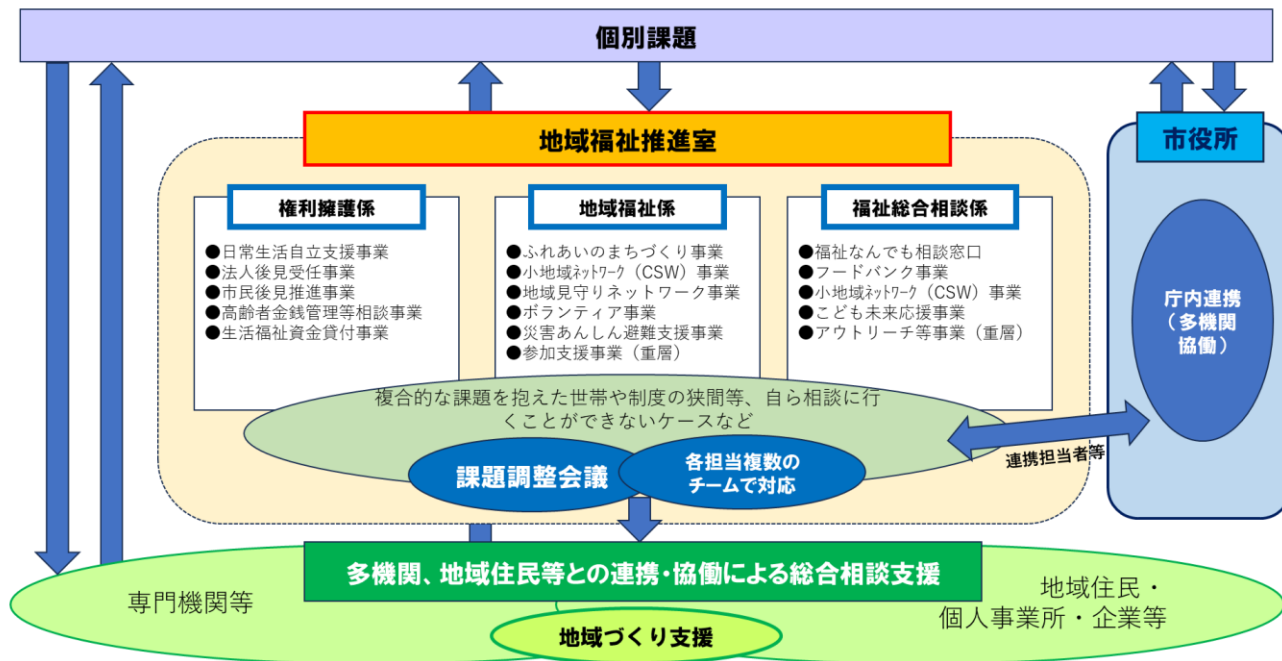 個別課題
地域福祉推進室
市役所
権利擁護係
●日常生活自立支援事業
●法人後見受任事業
●市民後見推進事業
●高齢者金銭管理等相談事業
●生活福祉資金貸付事業
地域福祉係
●ふれあいのまちづくり事業
●小地域ﾈｯﾄﾜｰｸ（CSW）事業
●地域見守りネットワーク事業
●ボランティア事業
●災害あんしん避難支援事業
●参加支援事業（重層）
福祉総合相談係
●福祉なんでも相談窓口
●フードバンク事業
●小地域ﾈｯﾄﾜｰｸ（CSW）事業
●こども未来応援事業
●アウトリーチ等事業（重層）
庁内連携
（多機関
協働）
複合的な課題を抱えた世帯や制度の狭間等、自ら相談に行
くことができないケースなど
課題調整会議
各担当複数の
チームで対応
連携担当者等
多機関、地域住民等との連携・協働による総合相談支援
専門機関等
地域住民・
個人事業所・企業等
地域づくり支援